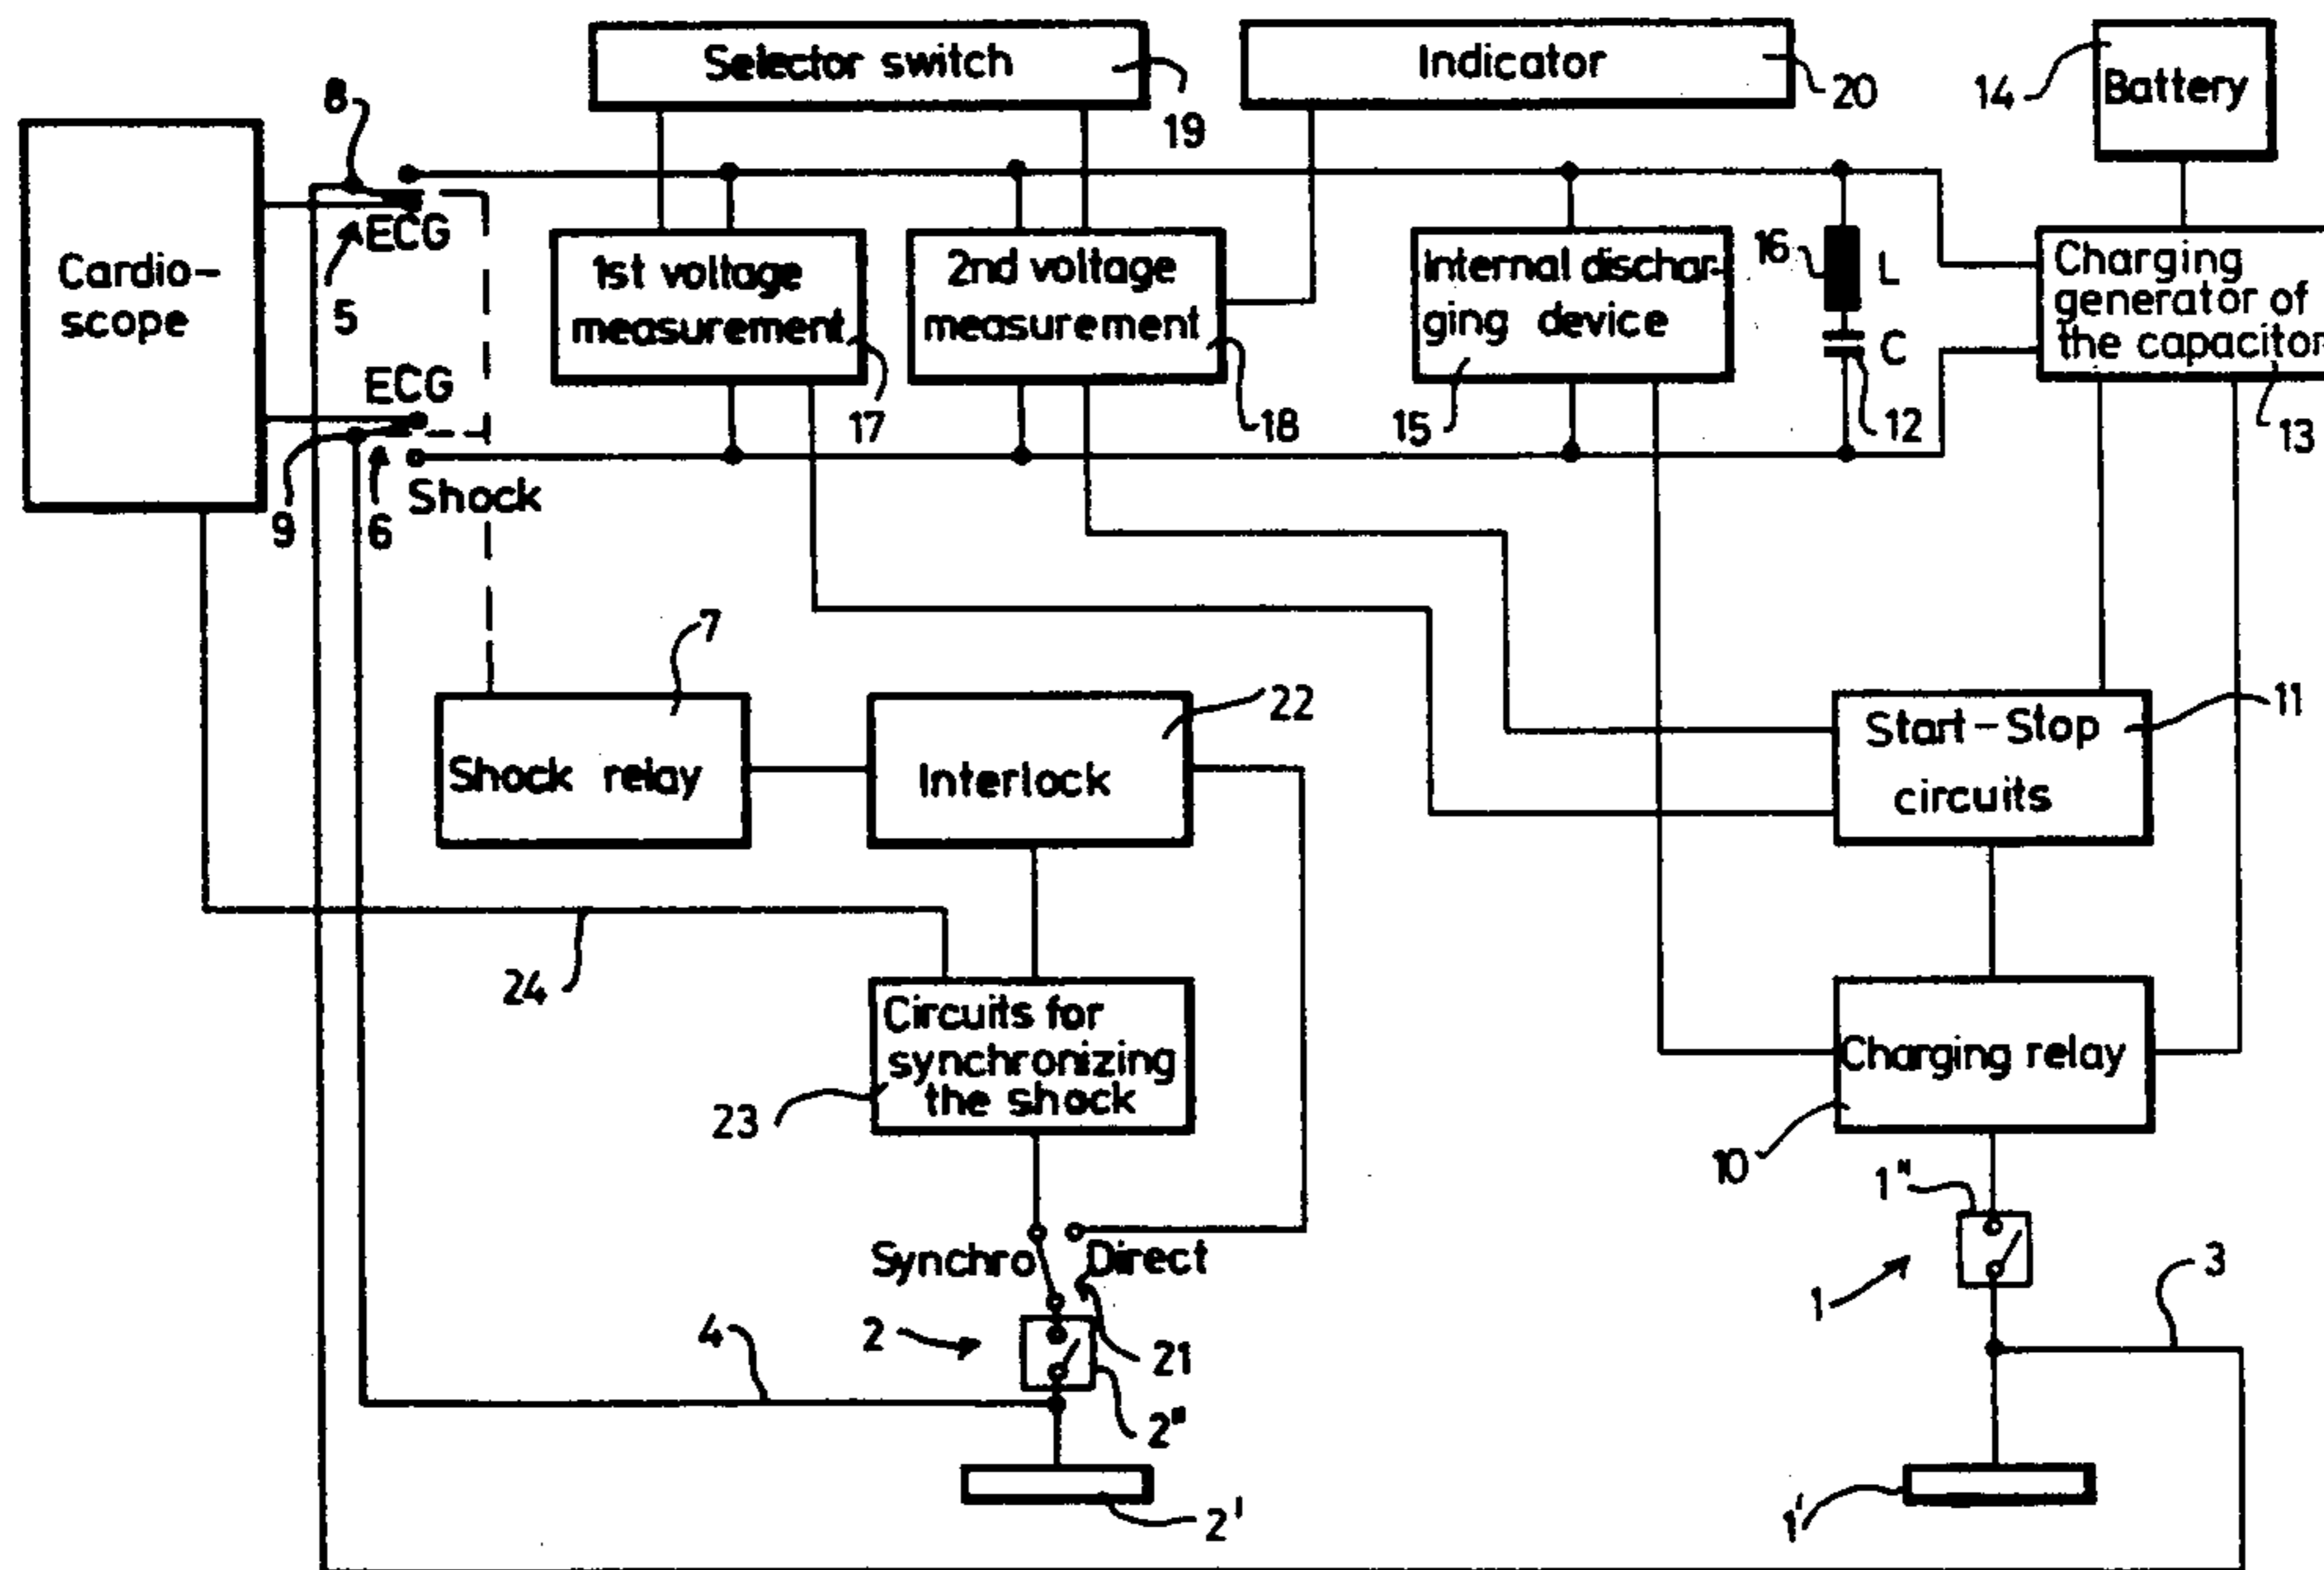 Selector switch
19
Indicator
20
14
Battery
8
Cardio-
scope
ECG
5
ECG
9
6
Shock
1st voltage
measurement
17
2nd voltage
measurement
18
Internal dischar-
ging device
15
16
L
C
12
Charging
generator of
the capacitor
13
7
Shock relay
22
Interlock
11
Start-Stop
circuits
24
Circuits for
synchronizing
the shock
23
Charging relay
10
1"
1
3
Synchro
Direct
21
2
2"
4
2'
1'